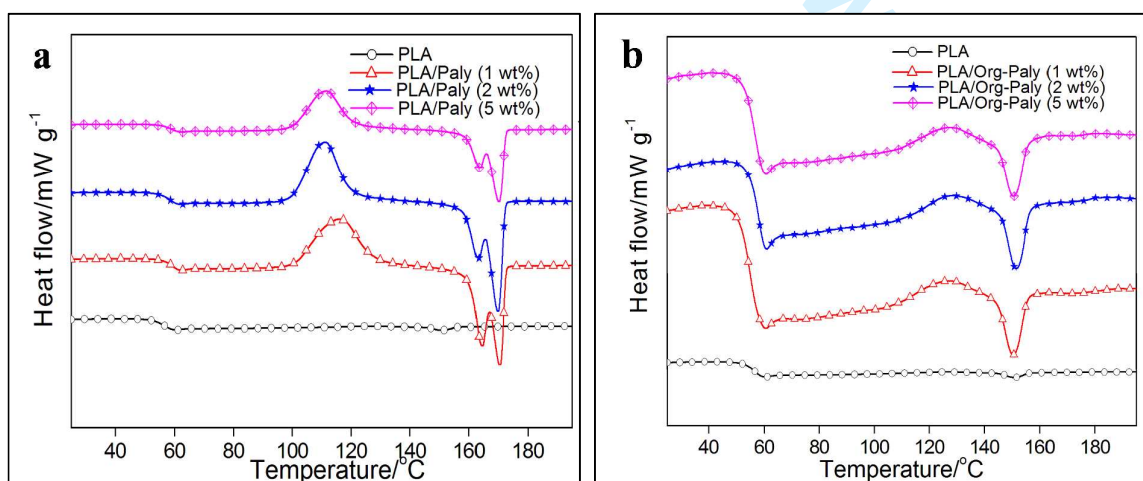 a
PLA
PLA/Paly (1 wt%)
PLA/Paly (2 wt%)
PLA/Paly (5 wt%)
Heat flow/mW g-1
40 60 80 100 120 140 160 180
Temperature/°C
b
PLA
PLA/Org-Paly (1 wt%)
PLA/Org-Paly (2 wt%)
PLA/Org-Paly (5 wt%)
Heat flow/mW g-1
40 60 80 100 120 140 160 180
Temperature/°C